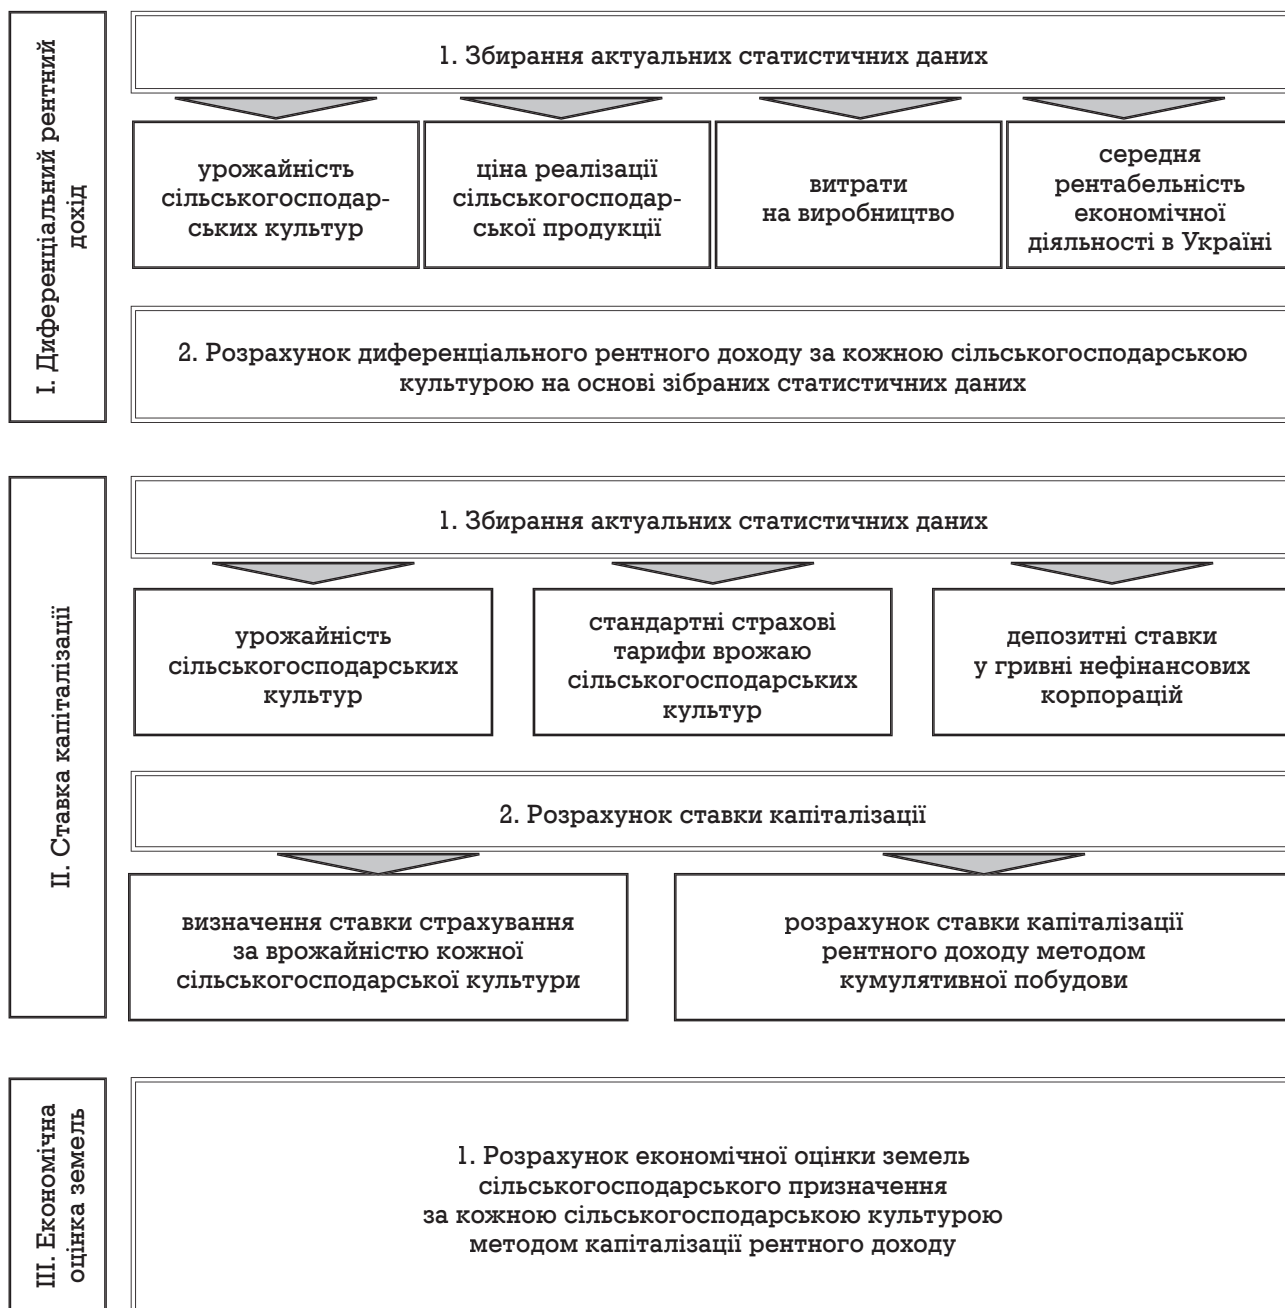 І. Диференціальний рентний
дохід
1. Збирання актуальних статистичних даних
урожайність
сільськогосподар-
ських культур
ціна реалізації
сільськогосподар-
ської продукції
витрати
на виробництво
середня
рентабельність
економічної
діяльності в Україні
2. Розрахунок диференціального рентного доходу за кожною сільськогосподарською
культурою на основі зібраних статистичних даних
ІІ. Ставка капіталізації
1. Збирання актуальних статистичних даних
урожайність
сільськогосподарських
культур
стандартні страхові
тарифи врожаю
сільськогосподарських
культур
депозитні ставки
у гривні нефінансових
корпорацій
2. Розрахунок ставки капіталізації
визначення ставки страхування
за врожайністю кожної
сільськогосподарської культури
розрахунок ставки капіталізації
рентного доходу методом
кумулятивної побудови
ІІІ. Економічна
оцінка земель
1. Розрахунок економічної оцінки земель
сільськогосподарського призначення
за кожною сільськогосподарською культурою
методом капіталізації рентного доходу